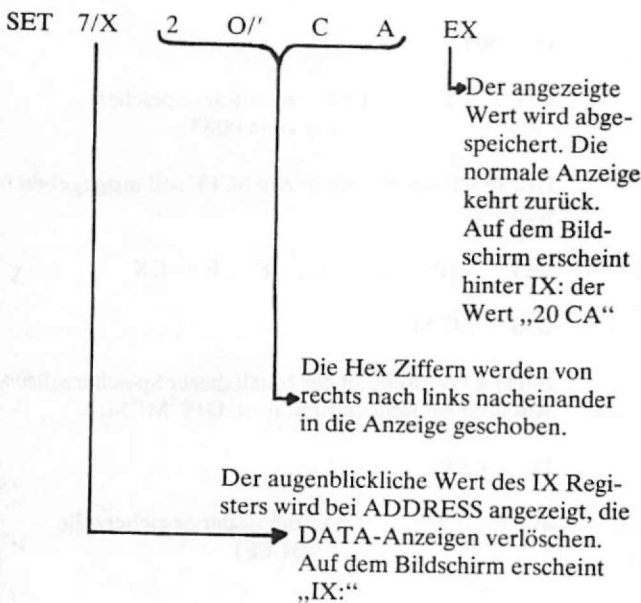 SET 7/X 2 O/' C A EX
Der angezeigte
Wert wird abge-
speichert. Die
normale Anzeige
kehrt zurück.
Auf dem Bild-
schirm erscheint
hinter IX: der
Wert „20 CA“
Die Hex Ziffern werden von
rechts nach links nacheinander
in die Anzeige geschoben.
Der augenblickliche Wert des IX Regi-
sters wird bei ADDRESS angezeigt, die
DATA-Anzeigen verlöschen.
Auf dem Bildschirm erscheint
„IX:“